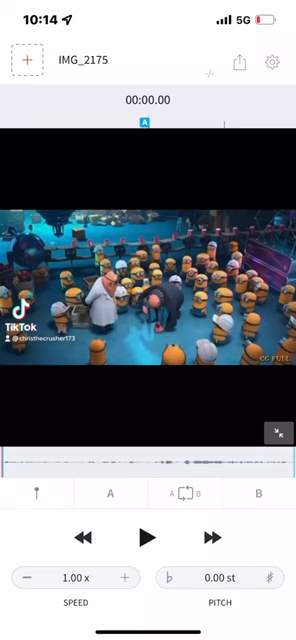 10:14
5G
IMG_2175
-/-
00:00.00
A
TikTok
@christhecrusher173
CG FULL
A
A B
B
1.00 x
0.00 st
SPEED
PITCH